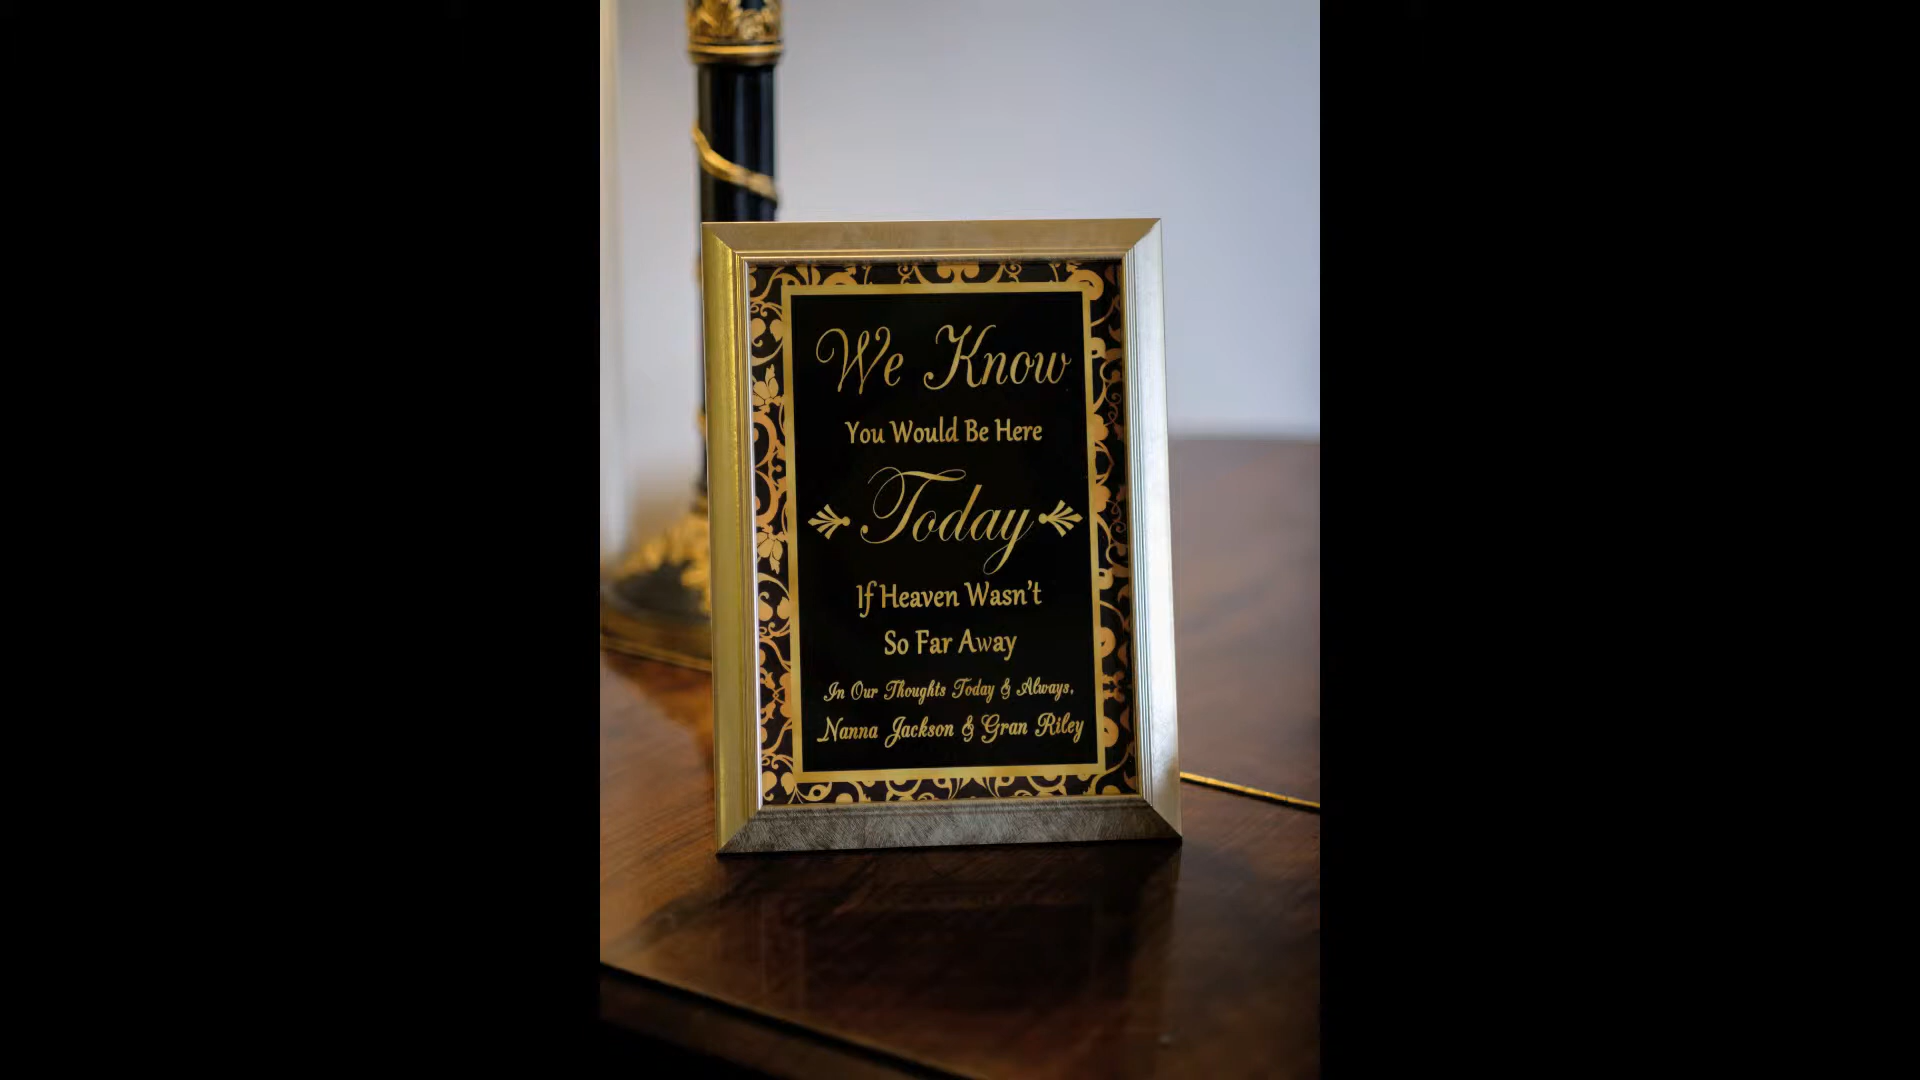 We Know
You Would Be Here
Today
If Heaven Wasn't
So Far Away
In Our Thoughts Today & Always,
Nanna Jackson & Gran Riley